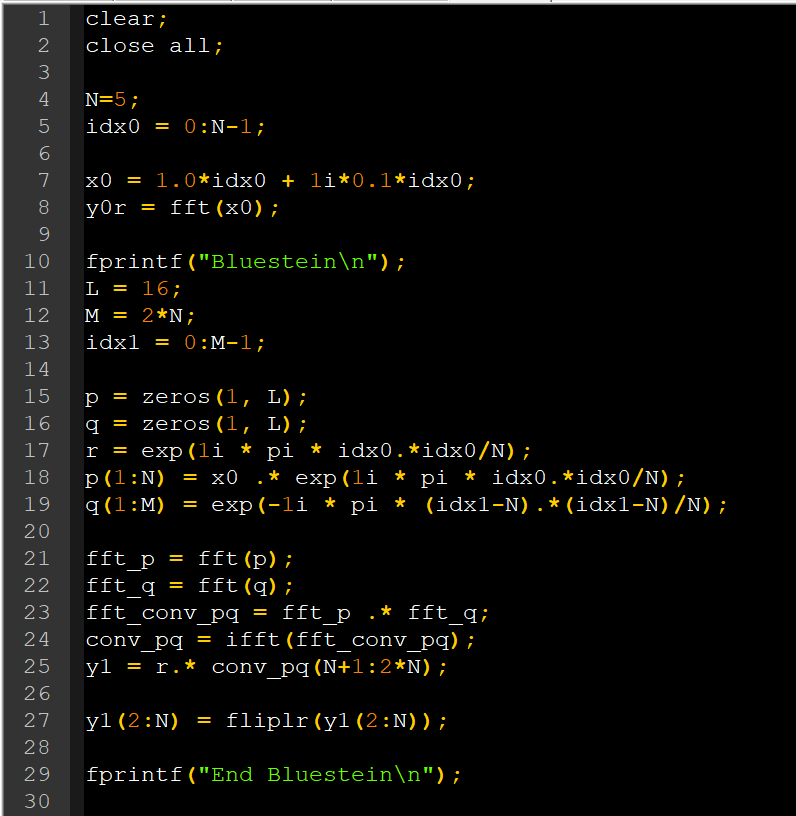 1 clear;
2 close all;
3
4 N=5;
5 idx0 = 0:N-1;
6
7 x0 = 1.0*idx0 + 1i*0.1*idx0;
8 y0r = fft(x0);
9
10 fprintf("Bluestein\n");
11 L = 16;
12 M = 2*N;
13 idx1 = 0:M-1;
14
15 p = zeros(1, L);
16 q = zeros(1, L);
17 r = exp(1i * pi * idx0.*idx0/N);
18 p(1:N) = x0 .* exp(1i * pi * idx0.*idx0/N);
19 q(1:M) = exp(-1i * pi * (idx1-N).*(idx1-N)/N);
20
21 fft_p = fft(p);
22 fft_q = fft(q);
23 fft_conv_pq = fft_p .* fft_q;
24 conv_pq = ifft(fft_conv_pq);
25 y1 = r.* conv_pq(N+1:2*N);
26
27 y1(2:N) = fliplr(y1(2:N));
28
29 fprintf("End Bluestein\n");
30